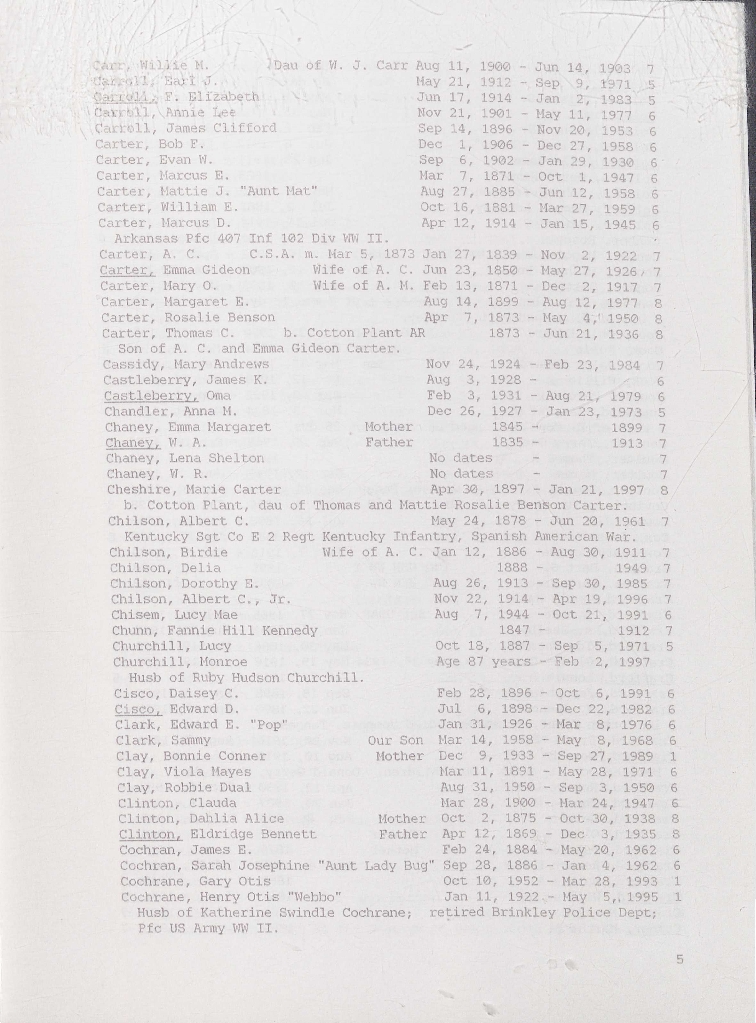 Carr, Willie M. Dau of W. J. Carr Aug 11, 1900 - Jun 14, 1903 7
Carroll, Earl J. May 21, 1912 - Sep 9, 1971 5
Carroll, F. Elizabeth Jun 17, 1914 - Jan 2, 1983 5
Carroll, Annie Lee Nov 21, 1901 - May 11, 1977 6
Carroll, James Clifford Sep 14, 1896 - Nov 20, 1953 6
Carter, Bob F. Dec 1, 1906 - Dec 27, 1958 6
Carter, Evan W. Sep 6, 1902 - Jan 29, 1930 6
Carter, Marcus E. Mar 7, 1871 - Oct 1, 1947 6
Carter, Mattie J. "Aunt Mat" Aug 27, 1885 - Jun 12, 1958 6
Carter, William E. Oct 16, 1881 - Mar 27, 1959 6
Carter, Marcus D. Apr 12, 1914 - Jan 15, 1945 6
Arkansas Pfc 407 Inf 102 Div WW II.
Carter, A. C. C.S.A. m. Mar 5, 1873 Jan 27, 1839 - Nov 2, 1922 7
Carter, Emma Gideon Wife of A. C. Jun 23, 1850 - May 27, 1926 7
Carter, Mary O. Wife of A. M. Feb 13, 1871 - Dec 2, 1917 7
Carter, Margaret E. Aug 14, 1899 - Aug 12, 1977 8
Carter, Rosalie Benson Apr 7, 1873 - May 4, 1950 8
Carter, Thomas C. b. Cotton Plant AR 1873 - Jun 21, 1936 8
Son of A. C. and Emma Gideon Carter.
Cassidy, Mary Andrews Nov 24, 1924 - Feb 23, 1984 7
Castleberry, James K. Aug 3, 1928 - 6
Castleberry, Oma Feb 3, 1931 - Aug 21, 1979 6
Chandler, Anna M. Dec 26, 1927 - Jan 23, 1973 5
Chaney, Emma Margaret Mother 1845 - 1899 7
Chaney, W. A. Father 1835 - 1913 7
Chaney, Lena Shelton No dates - 7
Chaney, W. R. No dates - 7
Cheshire, Marie Carter Apr 30, 1897 - Jan 21, 1997 8
b. Cotton Plant, dau of Thomas and Mattie Rosalie Benson Carter.
Chilson, Albert C. May 24, 1878 - Jun 20, 1961 7
Kentucky Sgt Co E 2 Regt Kentucky Infantry, Spanish American War.
Chilson, Birdie Wife of A. C. Jan 12, 1886 - Aug 30, 1911 7
Chilson, Delia 1888 - 1949 7
Chilson, Dorothy E. Aug 26, 1913 - Sep 30, 1985 7
Chilson, Albert C., Jr. Nov 22, 1914 - Apr 19, 1996 7
Chisem, Lucy Mae Aug 7, 1944 - Oct 21, 1991 6
Chunn, Fannie Hill Kennedy 1847 - 1912 7
Churchill, Lucy Oct 18, 1887 - Sep 5, 1971 5
Churchill, Monroe Age 87 years - Feb 2, 1997
Husb of Ruby Hudson Churchill.
Cisco, Daisey C. Feb 28, 1896 - Oct 6, 1991 6
Cisco, Edward D. Jul 6, 1898 - Dec 22, 1982 6
Clark, Edward E. "Pop" Jan 31, 1926 - Mar 8, 1976 6
Clark, Sammy Our Son Mar 14, 1958 - May 8, 1968 6
Clay, Bonnie Conner Mother Dec 9, 1933 - Sep 27, 1989 1
Clay, Viola Mayes Mar 11, 1891 - May 28, 1971 6
Clay, Robbie Dual Aug 31, 1950 - Sep 3, 1950 6
Clinton, Clauda Mar 28, 1900 - Mar 24, 1947 6
Clinton, Dahlia Alice Mother Oct 2, 1875 - Oct 30, 1938 8
Clinton, Eldridge Bennett Father Apr 12, 1869 - Dec 3, 1935 8
Cochran, James E. Feb 24, 1884 - May 20, 1962 6
Cochran, Sarah Josephine "Aunt Lady Bug" Sep 28, 1886 - Jan 4, 1962 6
Cochrane, Gary Otis Oct 10, 1952 - Mar 28, 1993 1
Cochrane, Henry Otis "Webbo" Jan 11, 1922 - May 5, 1995 1
Husb of Katherine Swindle Cochrane; retired Brinkley Police Dept;
Pfc US Army WW II.
5